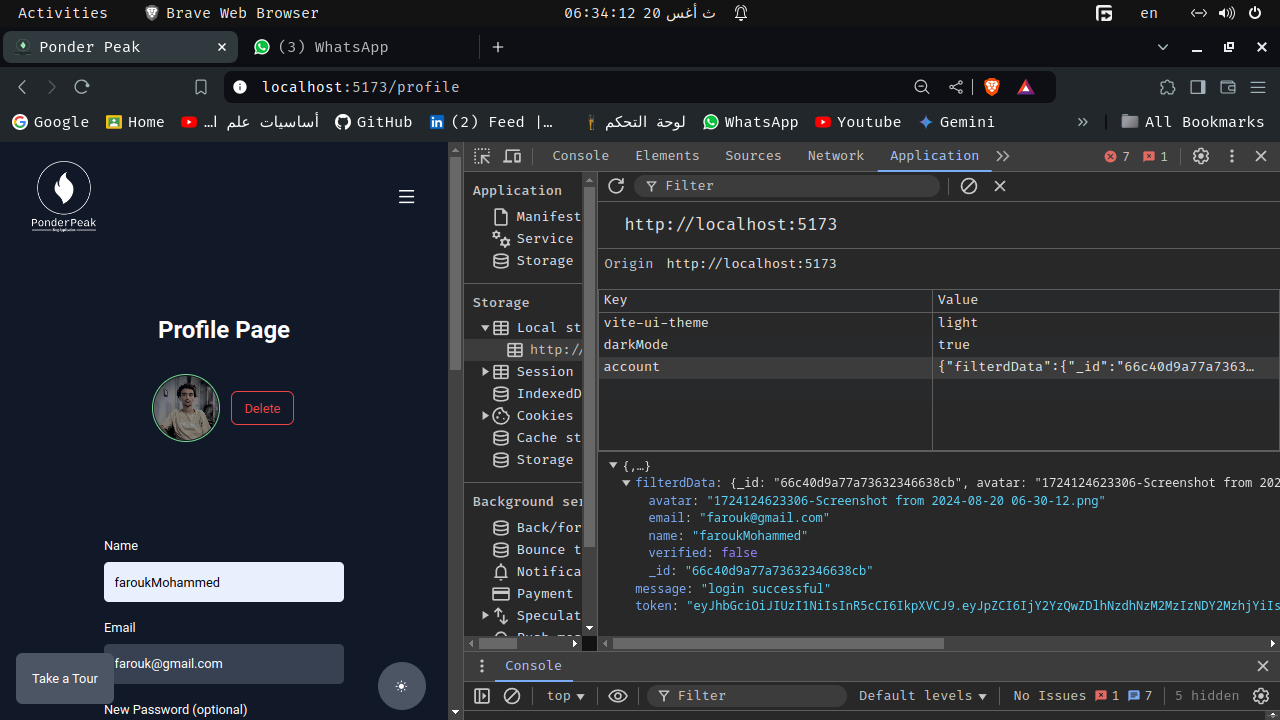 Activities Brave Web Browser 06:34:12 20 ث أغس en
Ponder Peak (3) WhatsApp
localhost:5173/profile
Google Home أساسيات علم ا... GitHub (2) Feed |... لوحة التحكم WhatsApp Youtube Gemini All Bookmarks
PonderPeak
Profile Page
Delete
Name
faroukMohammed
Email
farouk@gmail.com
Take a Tour
New Password (optional)
Console Elements Sources Network Application 7 1
Application
Manifest
Service
Storage
Storage
Local st
http://
Session
IndexedD
Cookies
Cache st
Storage
Background ser
Back/for
Bounce t
Notifica
Payment
Speculat
Filter
http://localhost:5173
Origin http://localhost:5173
Key Value
vite-ui-theme light
darkMode true
account {"filterdData":{"_id":"66c40d9a77a7363…
{,…}
filterdData: {_id: "66c40d9a77a73632346638cb", avatar: "1724124623306-Screenshot from 202
avatar: "1724124623306-Screenshot from 2024-08-20 06-30-12.png"
email: "farouk@gmail.com"
name: "faroukMohammed"
verified: false
_id: "66c40d9a77a73632346638cb"
message: "login successful"
token: "eyJhbGciOiJIUzI1NiIsInR5cCI6IkpXVCJ9.eyJpZCI6IjY2YzQwZDlhNzdhNzM2MzIzNDY2MzhjYiIs
Console
top Filter Default levels No Issues 1 7 5 hidden